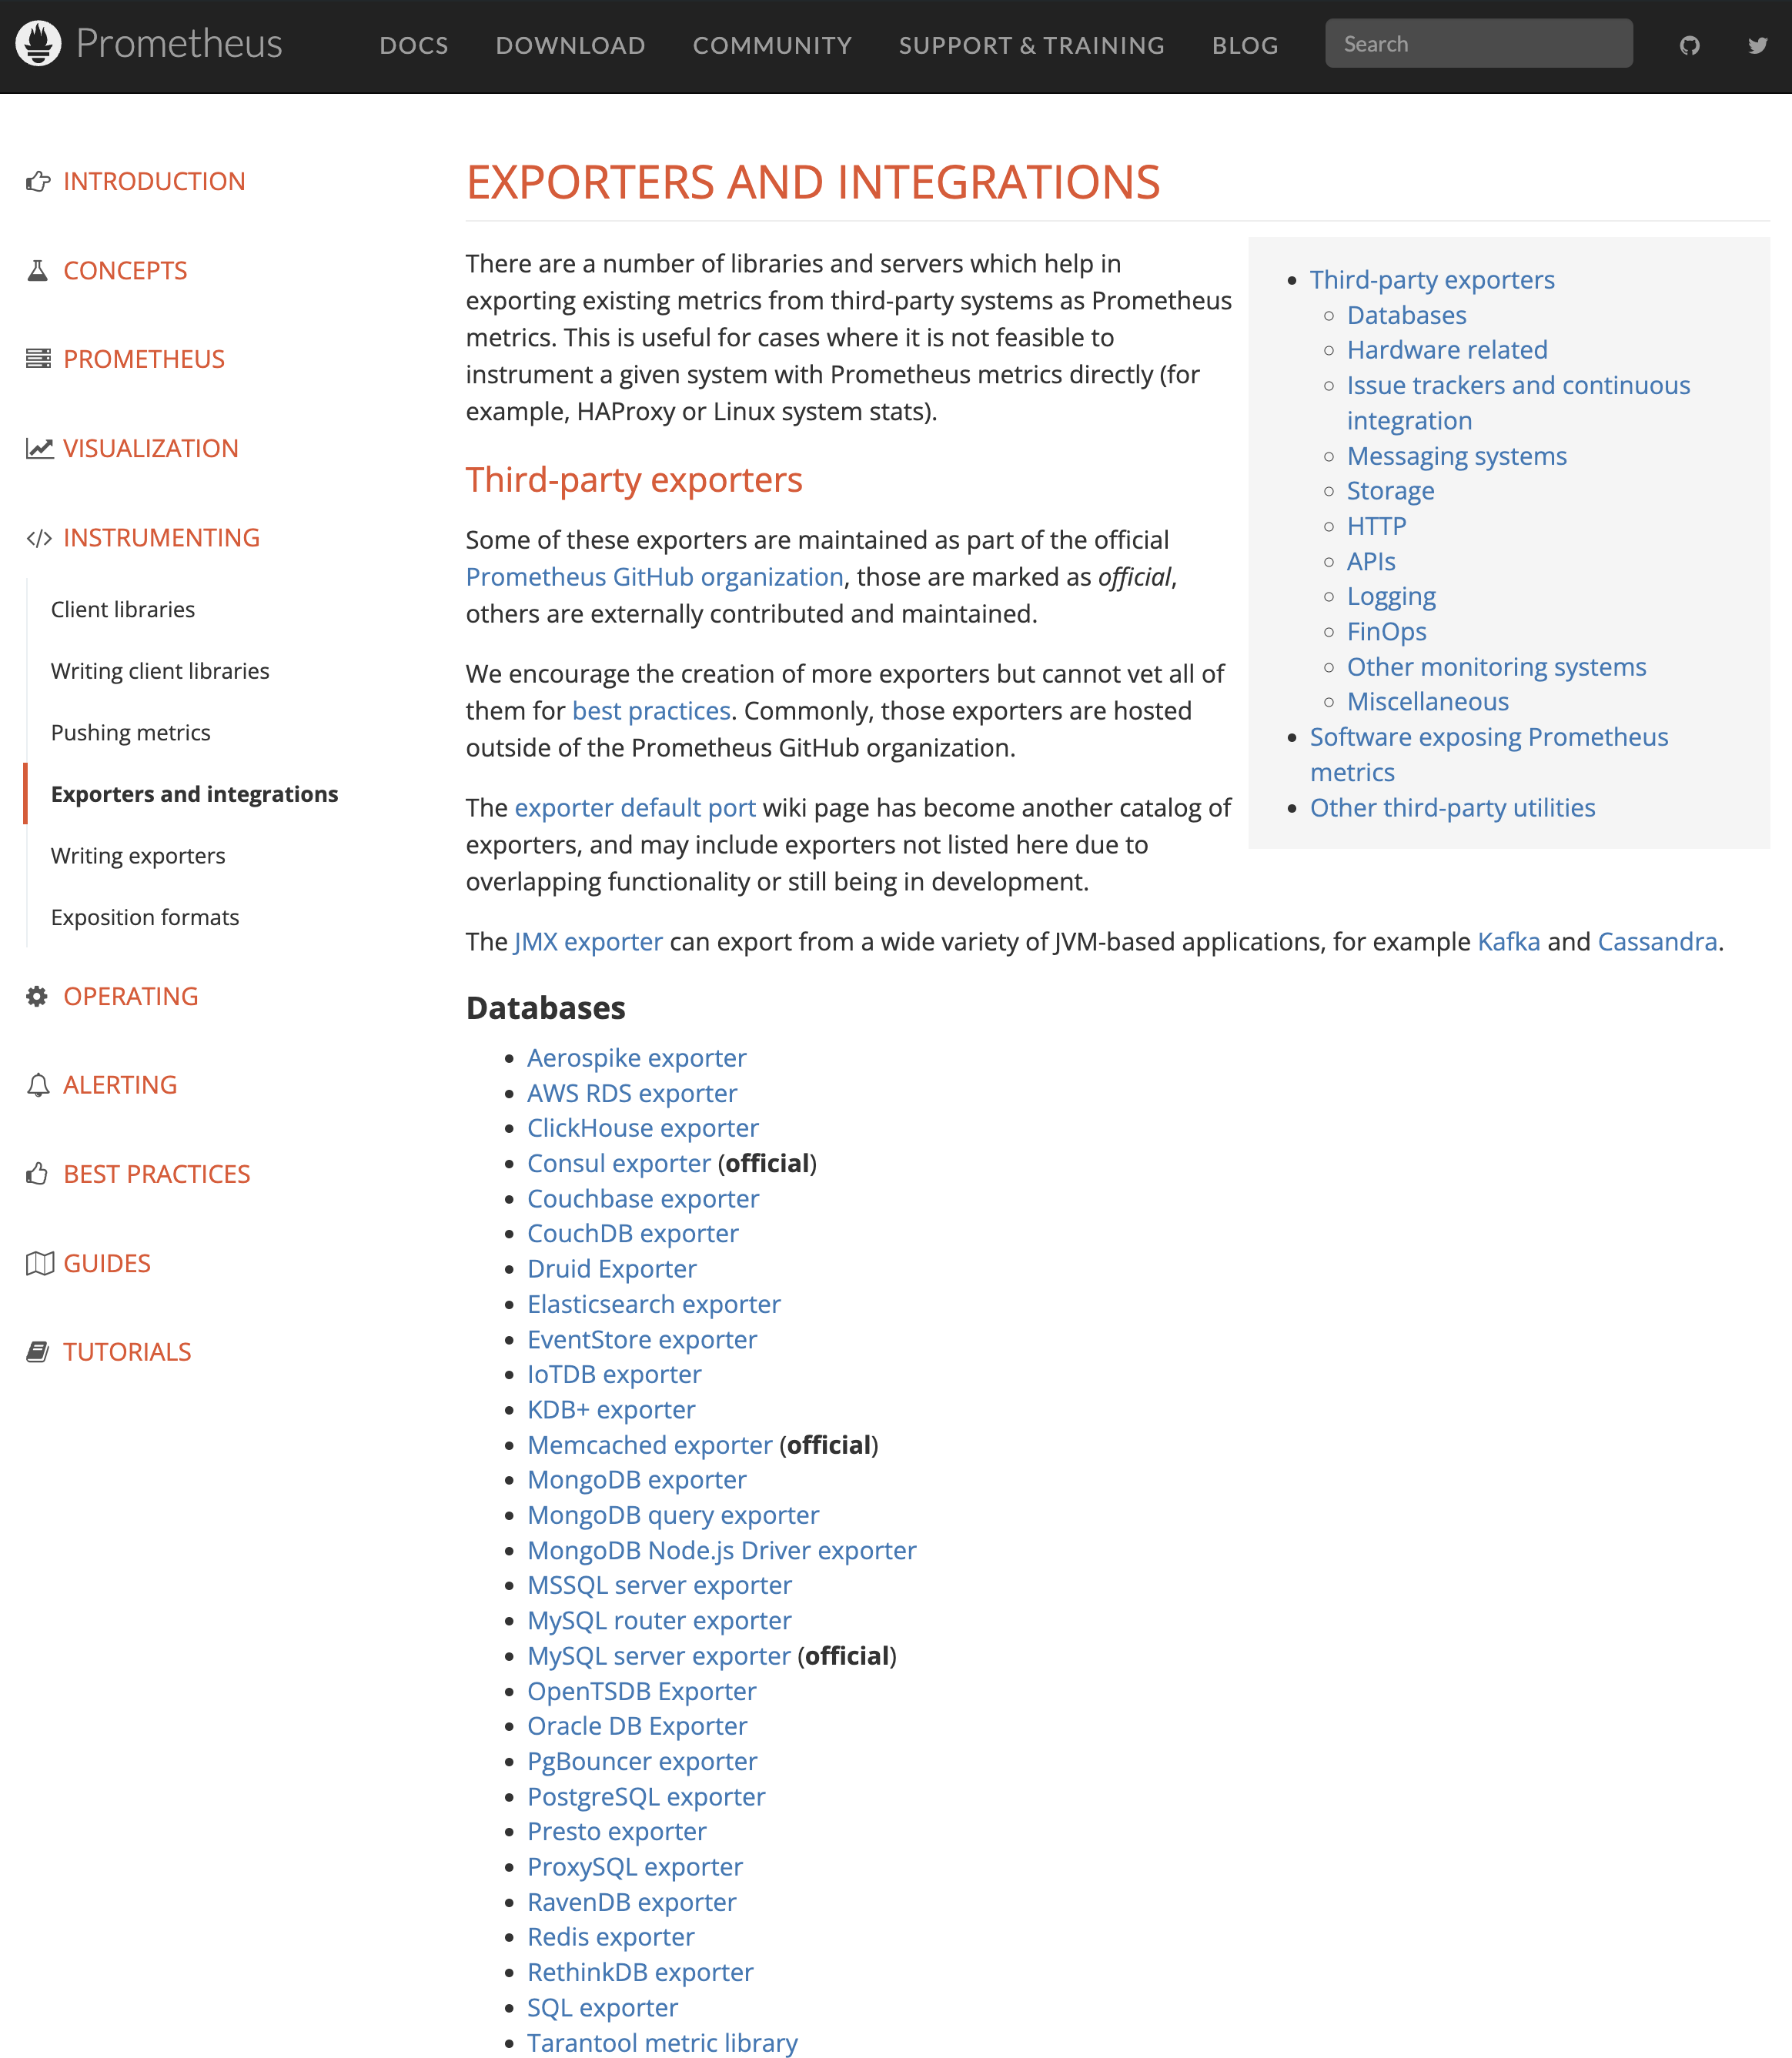 Prometheus
DOCS
DOWNLOAD
COMMUNITY
SUPPORT & TRAINING
BLOG
Search
INTRODUCTION
CONCEPTS
PROMETHEUS
VISUALIZATION
INSTRUMENTING
Client libraries
Writing client libraries
Pushing metrics
Exporters and integrations
Writing exporters
Exposition formats
OPERATING
ALERTING
BEST PRACTICES
GUIDES
TUTORIALS
EXPORTERS AND INTEGRATIONS
There are a number of libraries and servers which help in
exporting existing metrics from third-party systems as Prometheus
metrics. This is useful for cases where it is not feasible to
instrument a given system with Prometheus metrics directly (for
example, HAProxy or Linux system stats).
Third-party exporters
Databases
Hardware related
Issue trackers and continuous
integration
Messaging systems
Storage
HTTP
APIs
Logging
FinOps
Other monitoring systems
Miscellaneous
Software exposing Prometheus
metrics
Other third-party utilities
Third-party exporters
Some of these exporters are maintained as part of the official
Prometheus GitHub organization, those are marked as official,
others are externally contributed and maintained.
We encourage the creation of more exporters but cannot vet all of
them for best practices. Commonly, those exporters are hosted
outside of the Prometheus GitHub organization.
The exporter default port wiki page has become another catalog of
exporters, and may include exporters not listed here due to
overlapping functionality or still being in development.
The JMX exporter can export from a wide variety of JVM-based applications, for example Kafka and Cassandra.
Databases
Aerospike exporter
AWS RDS exporter
ClickHouse exporter
Consul exporter (official)
Couchbase exporter
CouchDB exporter
Druid Exporter
Elasticsearch exporter
EventStore exporter
IoTDB exporter
KDB+ exporter
Memcached exporter (official)
MongoDB exporter
MongoDB query exporter
MongoDB Node.js Driver exporter
MSSQL server exporter
MySQL router exporter
MySQL server exporter (official)
OpenTSDB Exporter
Oracle DB Exporter
PgBouncer exporter
PostgreSQL exporter
Presto exporter
ProxySQL exporter
RavenDB exporter
Redis exporter
RethinkDB exporter
SQL exporter
Tarantool metric library